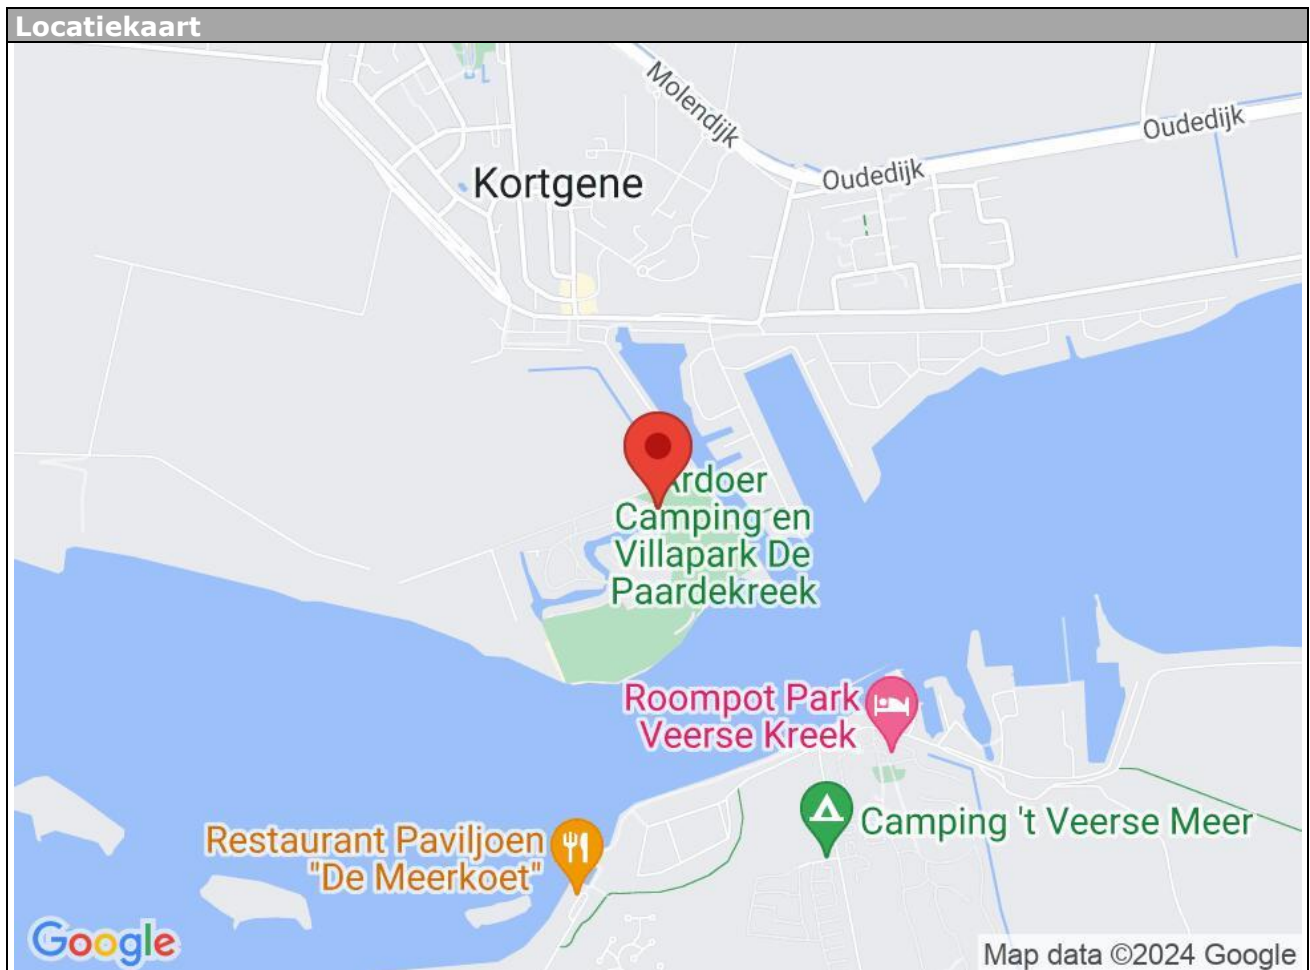 Locatiekaart
Molendijk
Oudedijk
Oudedijk
Kortgene
Ardoer
Camping en
Villapark De
Paardekreek
Roompot Park
Veerse Kreek
Camping 't Veerse Meer
Restaurant Paviljoen
"De Meerkoet"
Google
Map data ©2024 Google